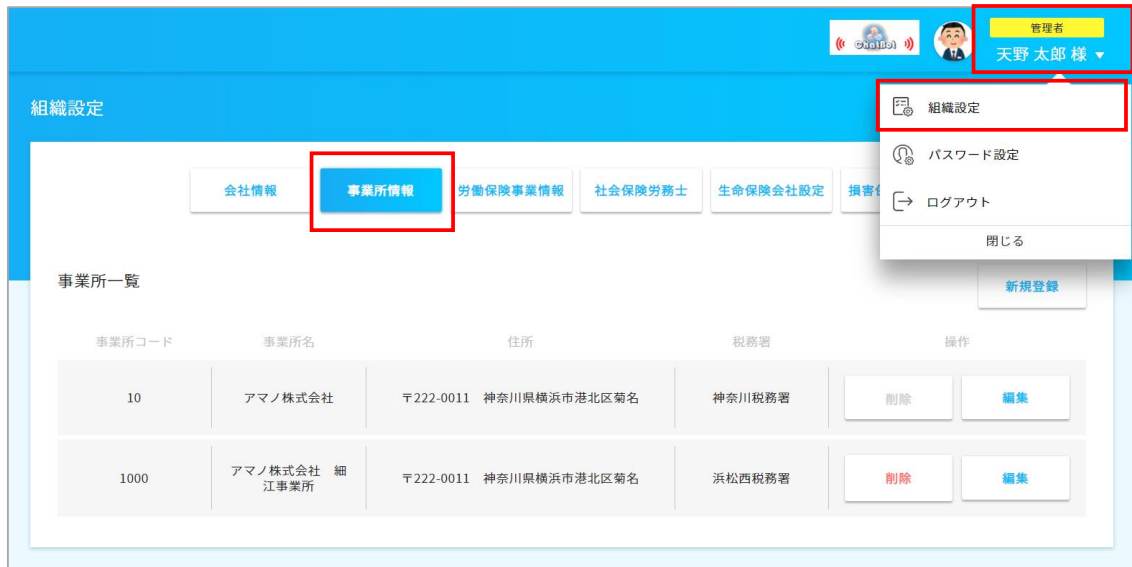 ChatBot
管理者
天野 太郎 様 ▼
組織設定
組織設定
パスワード設定
ログアウト
閉じる
会社情報
事業所情報
労働保険事業情報
社会保険労務士
生命保険会社設定
損害
事業所一覧
新規登録
事業所コード
事業所名
住所
税務署
操作
10
アマノ株式会社
〒222-0011 神奈川県横浜市港北区菊名
神奈川税務署
削除
編集
1000
アマノ株式会社 細
江事業所
〒222-0011 神奈川県横浜市港北区菊名
浜松西税務署
削除
編集